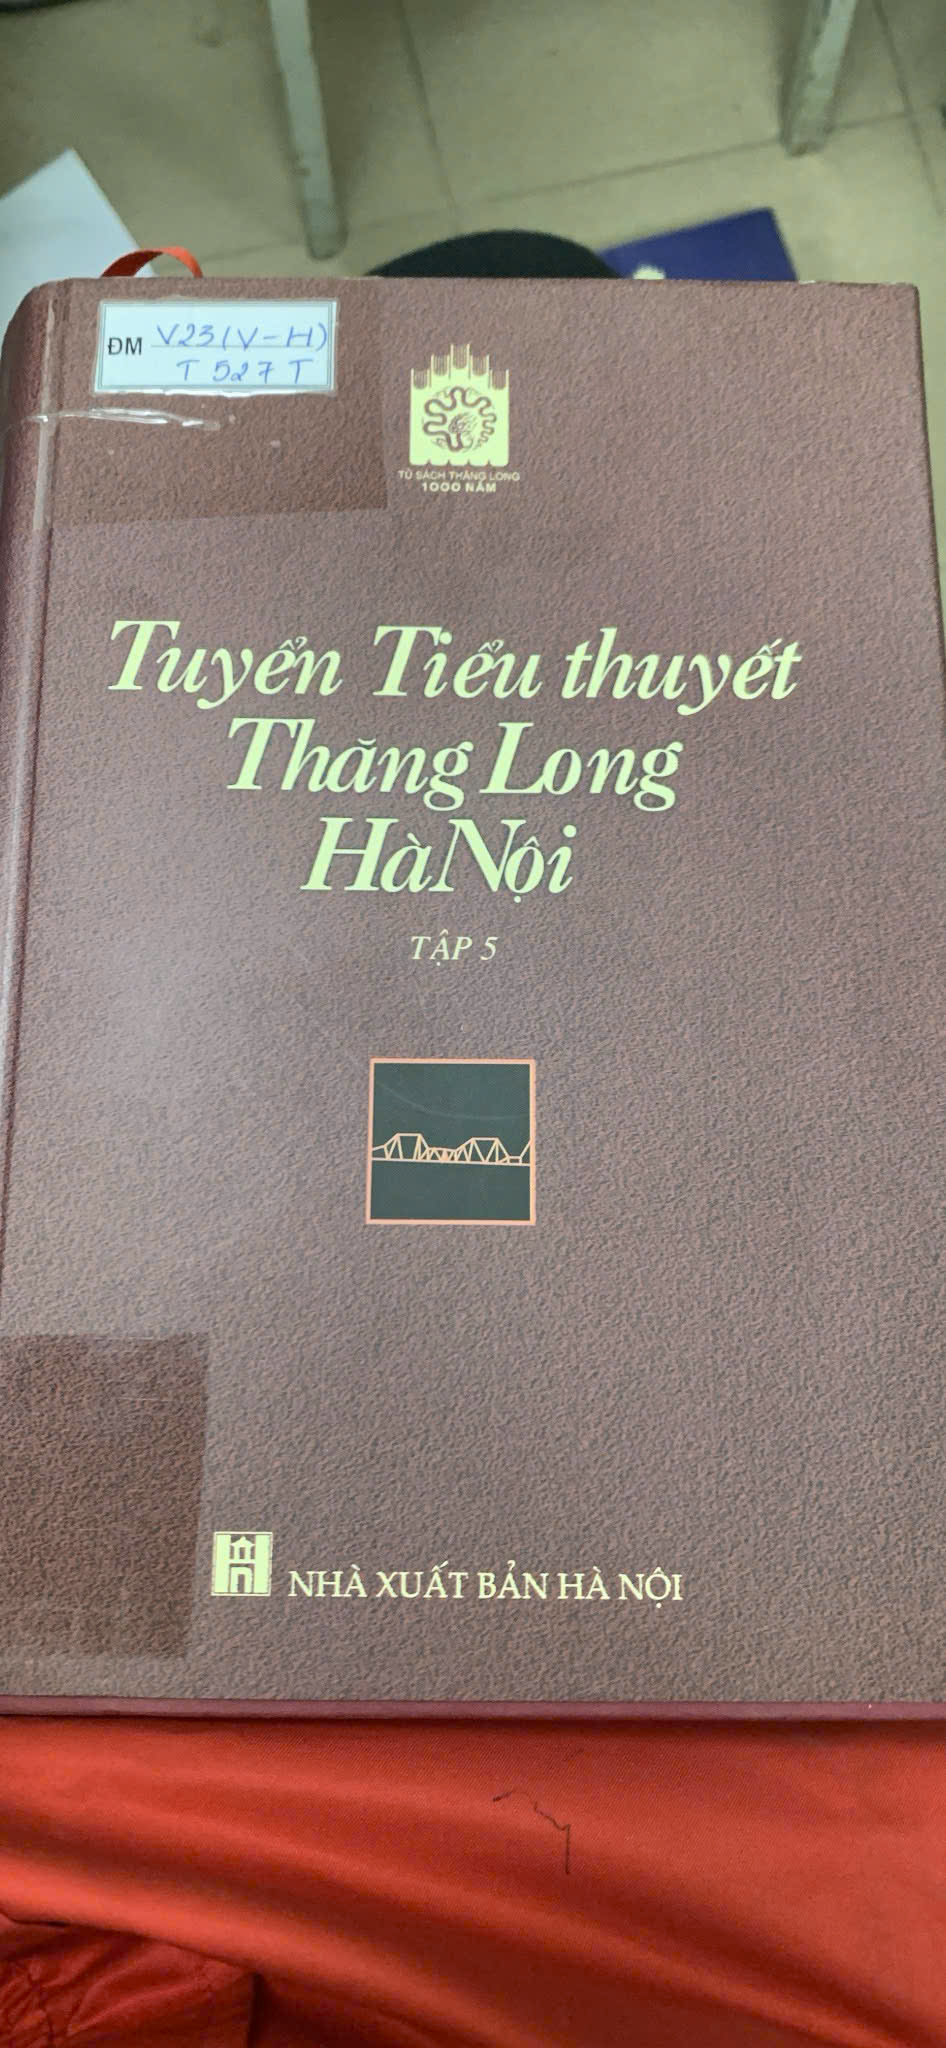 ĐM V23(V-H)
T 527 T
TỦ SÁCH THĂNG LONG
1000 NĂM
Tuyển Tiểu thuyết
Thăng Long
Hà Nội
TẬP 5
NHÀ XUẤT BẢN HÀ NỘI